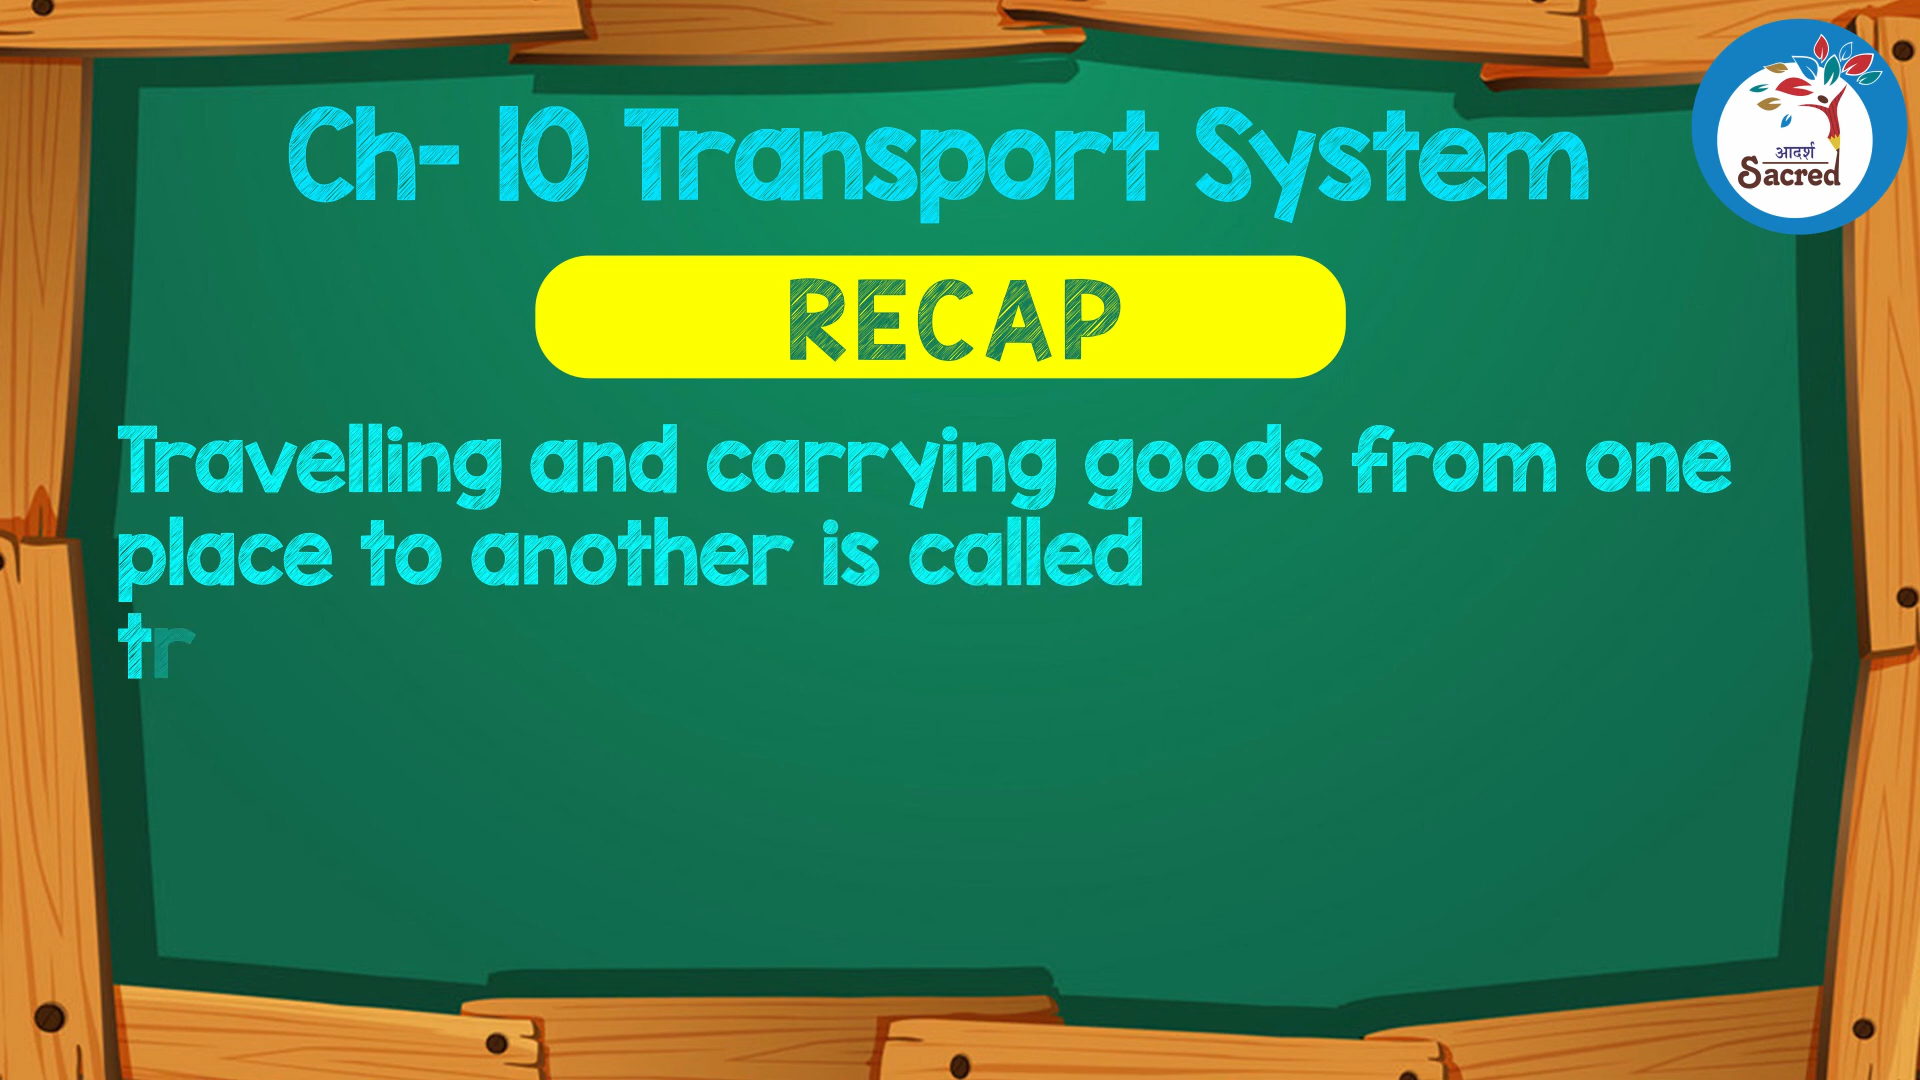 Ch- 10 Transport System
आदर्श
Sacred
RECAP
Travelling and carrying goods from one
place to another is called
tr